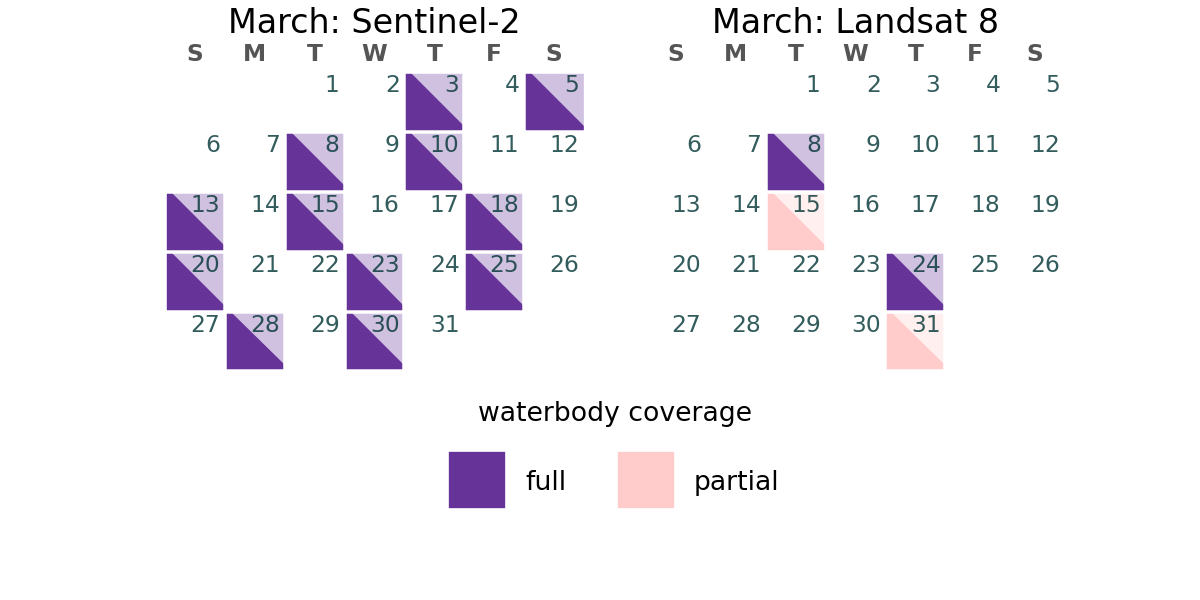 March: Sentinel-2
S M T W T F S
1 2 3 4 5
6 7 8 9 10 11 12
13 14 15 16 17 18 19
20 21 22 23 24 25 26
27 28 29 30 31
March: Landsat 8
S M T W T F S
1 2 3 4 5
6 7 8 9 10 11 12
13 14 15 16 17 18 19
20 21 22 23 24 25 26
27 28 29 30 31
waterbody coverage
full
partial